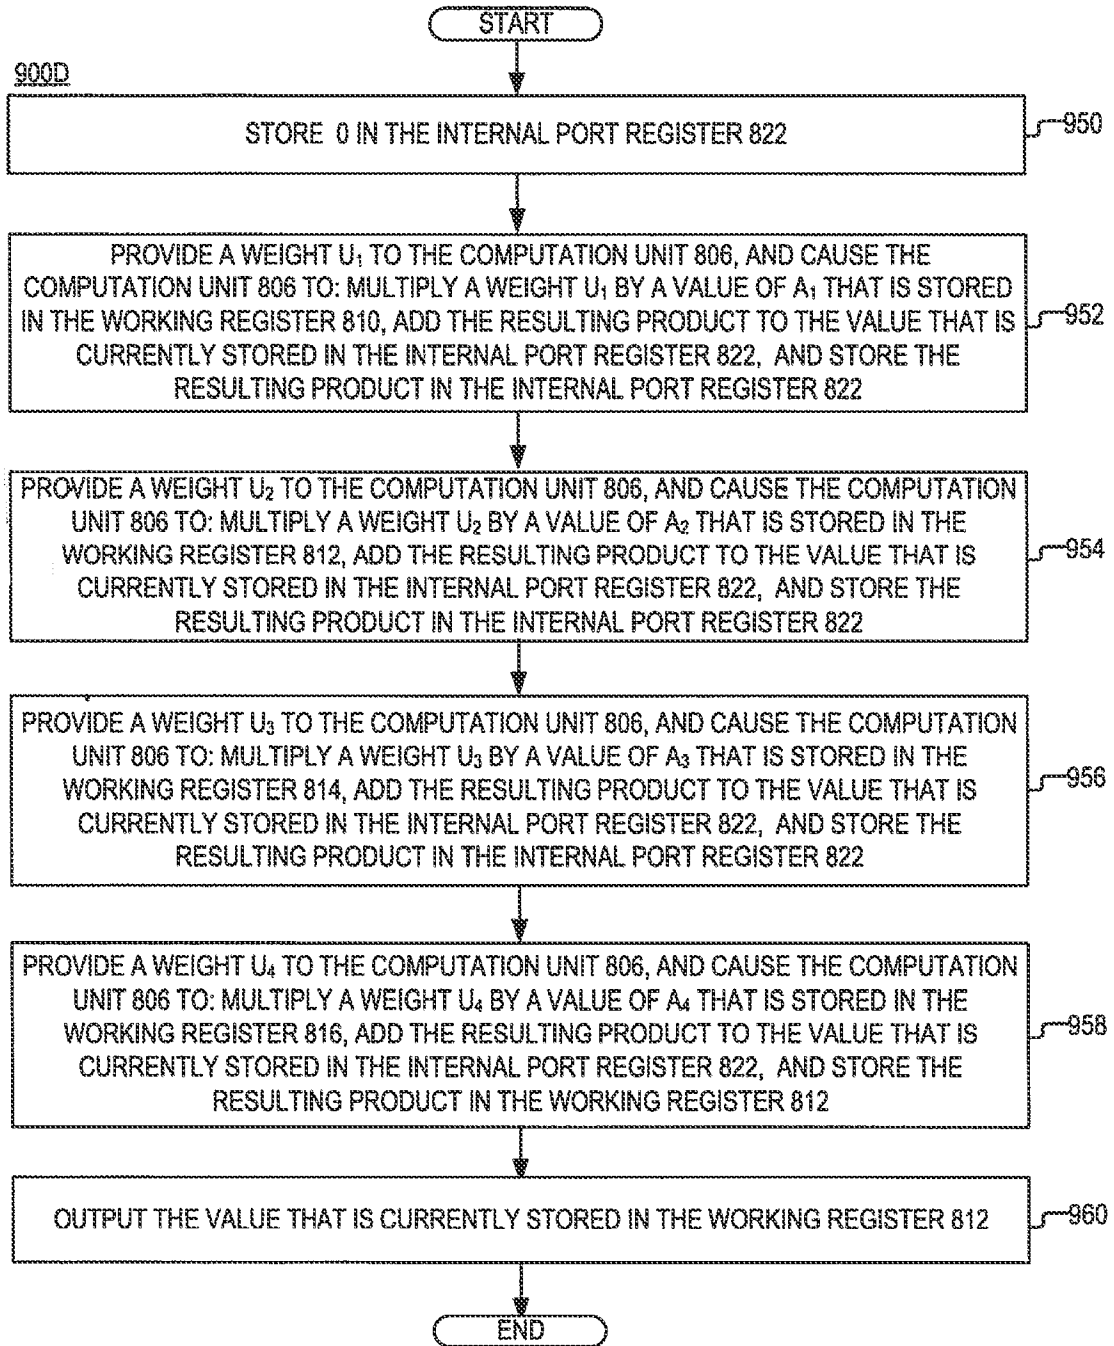 START
900D
STORE 0 IN THE INTERNAL PORT REGISTER 822
950
PROVIDE A WEIGHT U₁ TO THE COMPUTATION UNIT 806, AND CAUSE THE
COMPUTATION UNIT 806 TO: MULTIPLY A WEIGHT U₁ BY A VALUE OF A₁ THAT IS STORED
IN THE WORKING REGISTER 810, ADD THE RESULTING PRODUCT TO THE VALUE THAT IS
CURRENTLY STORED IN THE INTERNAL PORT REGISTER 822, AND STORE THE
RESULTING PRODUCT IN THE INTERNAL PORT REGISTER 822
952
PROVIDE A WEIGHT U₂ TO THE COMPUTATION UNIT 806, AND CAUSE THE COMPUTATION
UNIT 806 TO: MULTIPLY A WEIGHT U₂ BY A VALUE OF A₂ THAT IS STORED IN THE
WORKING REGISTER 812, ADD THE RESULTING PRODUCT TO THE VALUE THAT IS
CURRENTLY STORED IN THE INTERNAL PORT REGISTER 822, AND STORE THE
RESULTING PRODUCT IN THE INTERNAL PORT REGISTER 822
954
PROVIDE A WEIGHT U₃ TO THE COMPUTATION UNIT 806, AND CAUSE THE COMPUTATION
UNIT 806 TO: MULTIPLY A WEIGHT U₃ BY A VALUE OF A₃ THAT IS STORED IN THE
WORKING REGISTER 814, ADD THE RESULTING PRODUCT TO THE VALUE THAT IS
CURRENTLY STORED IN THE INTERNAL PORT REGISTER 822, AND STORE THE
RESULTING PRODUCT IN THE INTERNAL PORT REGISTER 822
956
PROVIDE A WEIGHT U₄ TO THE COMPUTATION UNIT 806, AND CAUSE THE COMPUTATION
UNIT 806 TO: MULTIPLY A WEIGHT U₄ BY A VALUE OF A₄ THAT IS STORED IN THE
WORKING REGISTER 816, ADD THE RESULTING PRODUCT TO THE VALUE THAT IS
CURRENTLY STORED IN THE INTERNAL PORT REGISTER 822, AND STORE THE
RESULTING PRODUCT IN THE WORKING REGISTER 812
958
OUTPUT THE VALUE THAT IS CURRENTLY STORED IN THE WORKING REGISTER 812
960
END